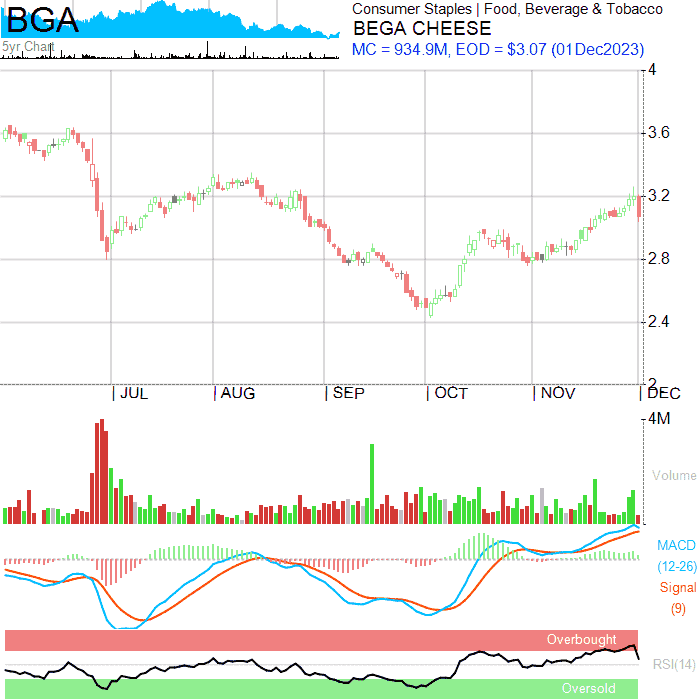 BGA
5yr Chart
Consumer Staples | Food, Beverage & Tobacco
BEGA CHEESE
MC = 934.9M, EOD = $3.07 (01Dec2023)
4
3.6
3.2
2.8
2.4
2
JUL
AUG
SEP
OCT
NOV
DEC
4M
Volume
MACD
(12-26)
Signal
(9)
Overbought
RSI(14)
Oversold